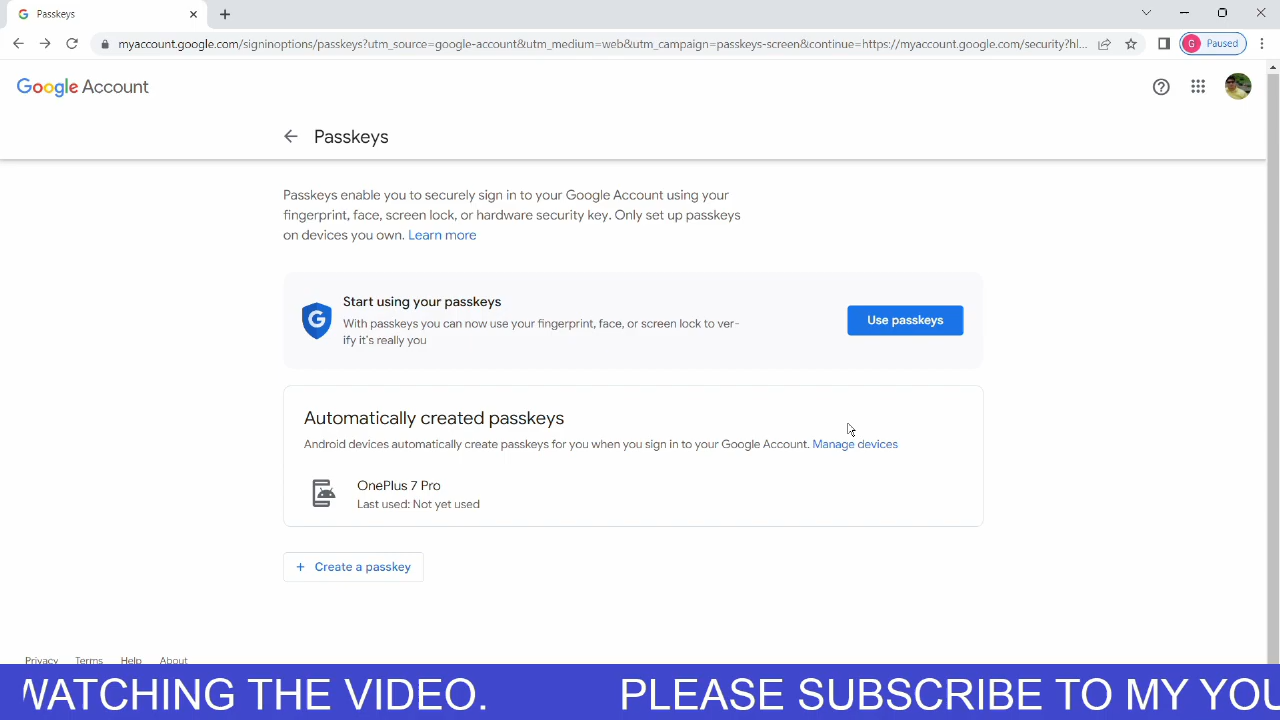 Passkeys
myaccount.google.com/signinoptions/passkeys?utm_source=google-account&utm_medium=web&utm_campaign=passkeys-screen&continue=https://myaccount.google.com/security?hl...
G
Paused
Google Account
Passkeys
Passkeys enable you to securely sign in to your Google Account using your
fingerprint, face, screen lock, or hardware security key. Only set up passkeys
on devices you own. Learn more
G
Start using your passkeys
With passkeys you can now use your fingerprint, face, or screen lock to ver-
ify it's really you
Use passkeys
Automatically created passkeys
Android devices automatically create passkeys for you when you sign in to your Google Account. Manage devices
OnePlus 7 Pro
Last used: Not yet used
+ Create a passkey
Privacy Terms Help About
WATCHING THE VIDEO. PLEASE SUBSCRIBE TO MY YOU